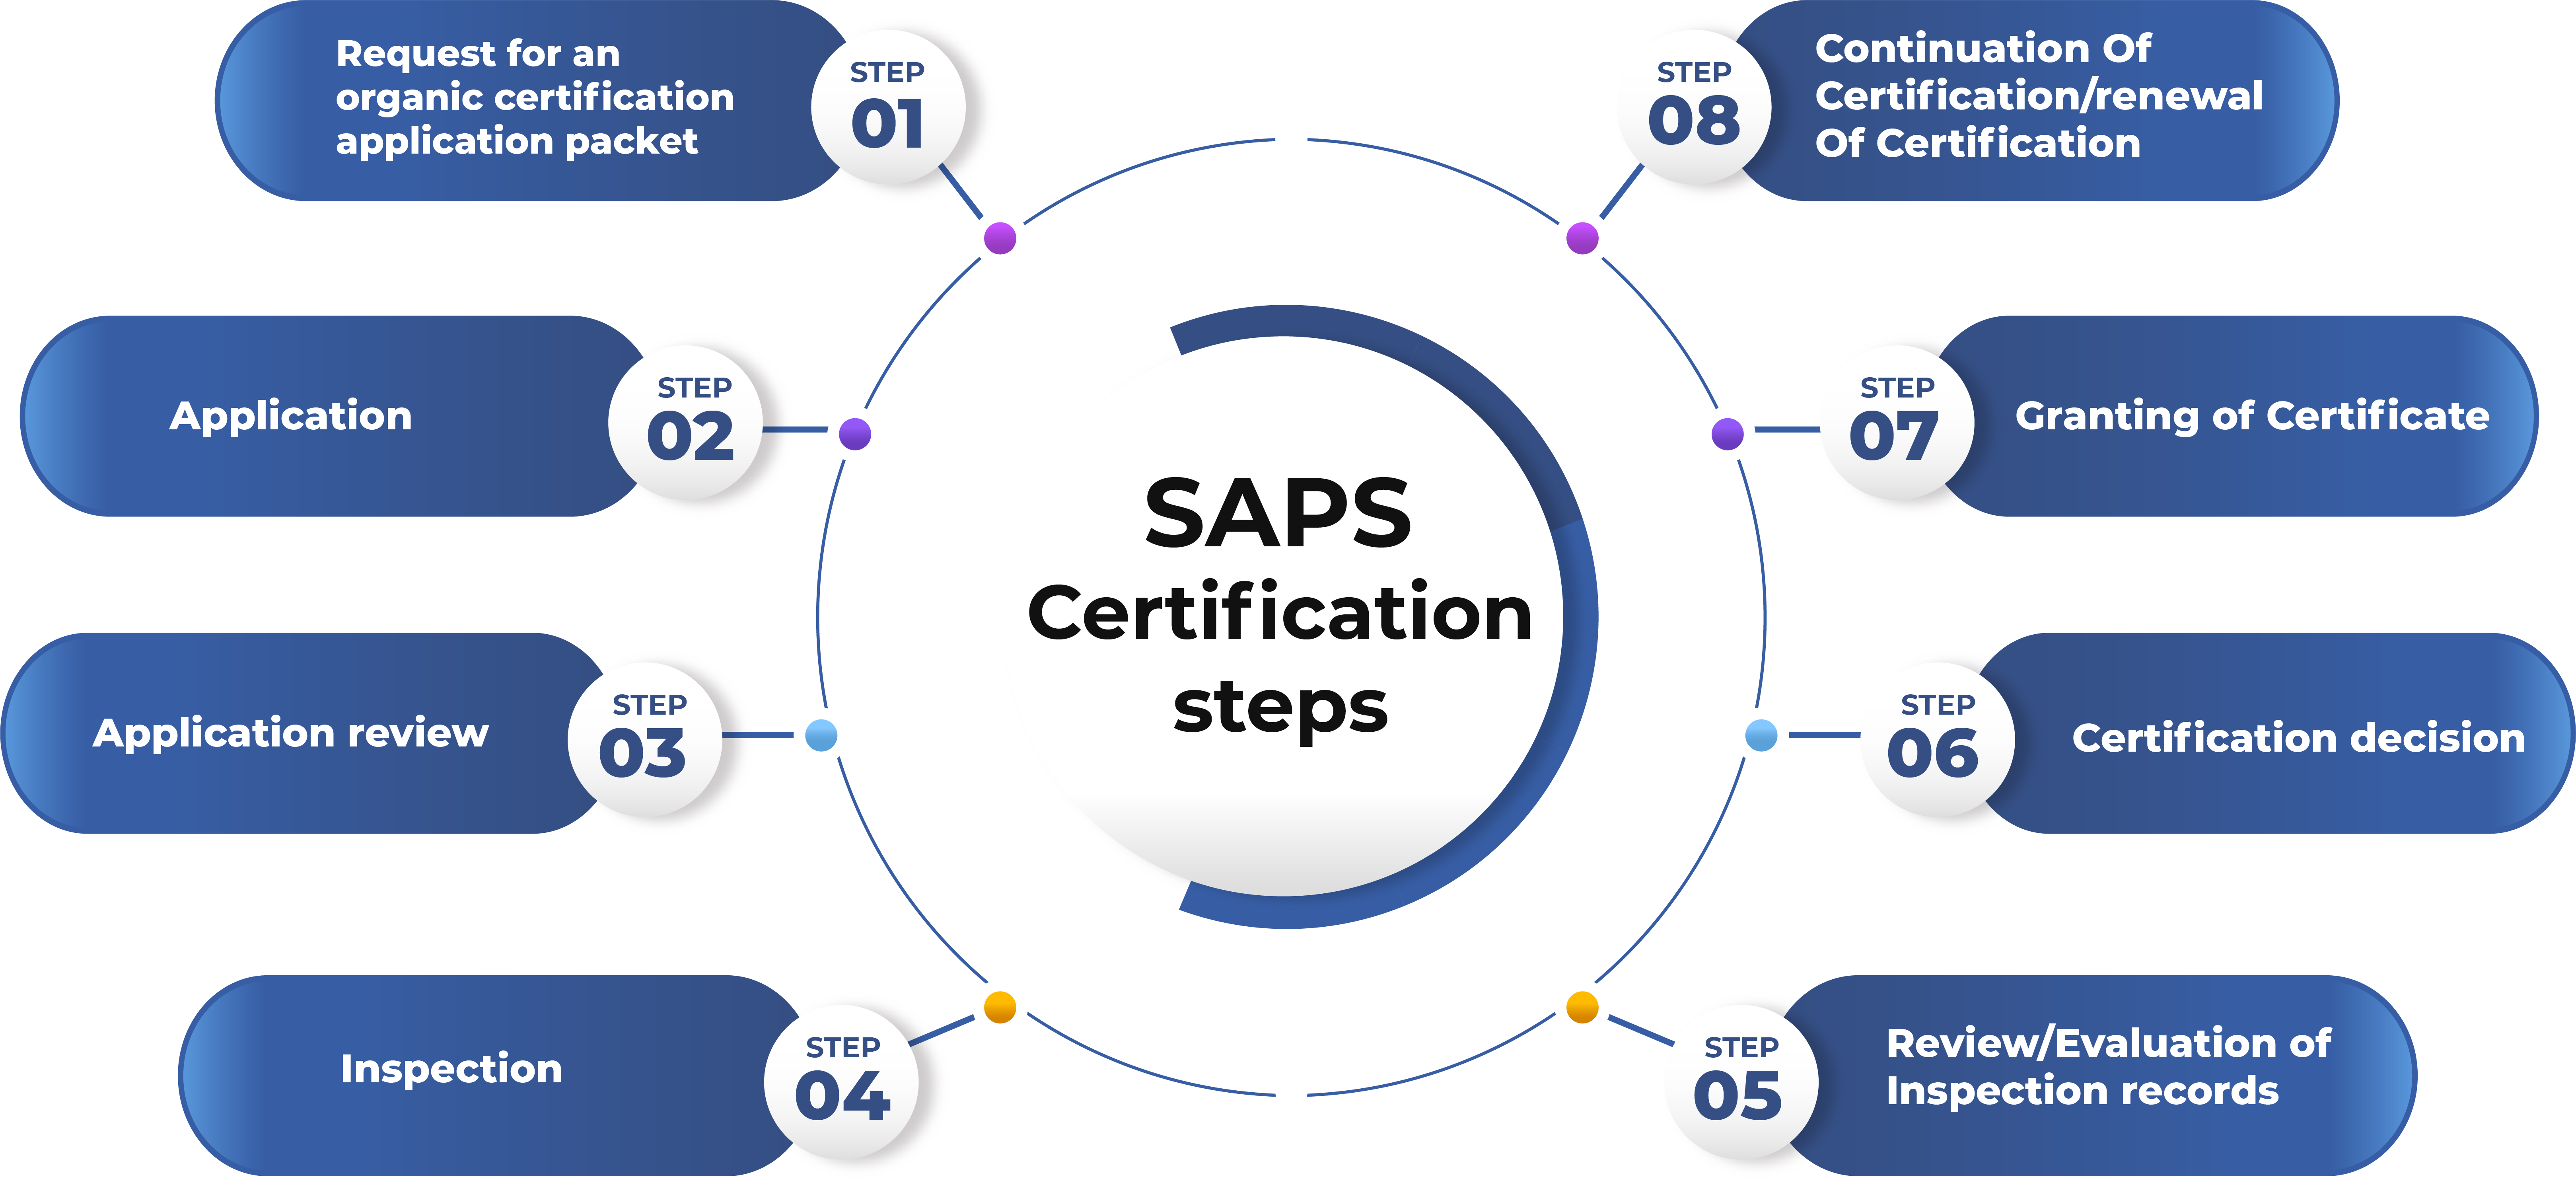 Request for an
organic certification
application packet
STEP
01
Application
STEP
02
Application review
STEP
03
Inspection
STEP
04
SAPS
Certification
steps
STEP
05
Review/Evaluation of
Inspection records
STEP
06
Certification decision
STEP
07
Granting of Certificate
STEP
08
Continuation Of
Certification/renewal
Of Certification